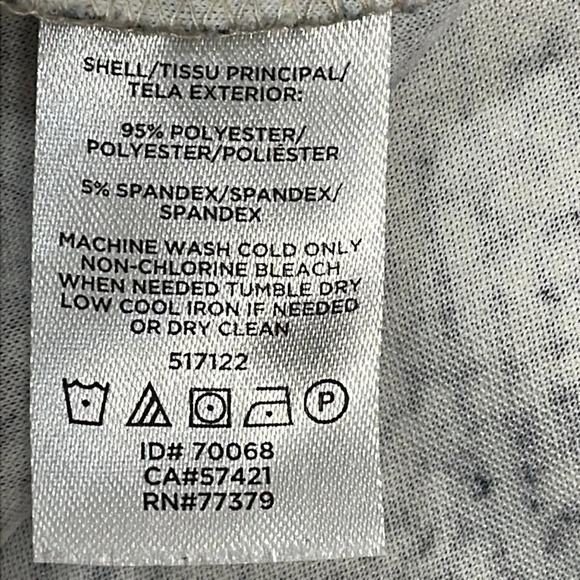 SHELL/TISSU PRINCIPAL/
TELA EXTERIOR:
95% POLYESTER/
POLYESTER/POLIÉSTER
5% SPANDEX/SPANDEX/
SPANDEX
MACHINE WASH COLD ONLY
NON-CHLORINE BLEACH
WHEN NEEDED TUMBLE DRY
LOW COOL IRON IF NEEDED
OR DRY CLEAN
517122
P
ID# 70068
CA#57421
RN#77379